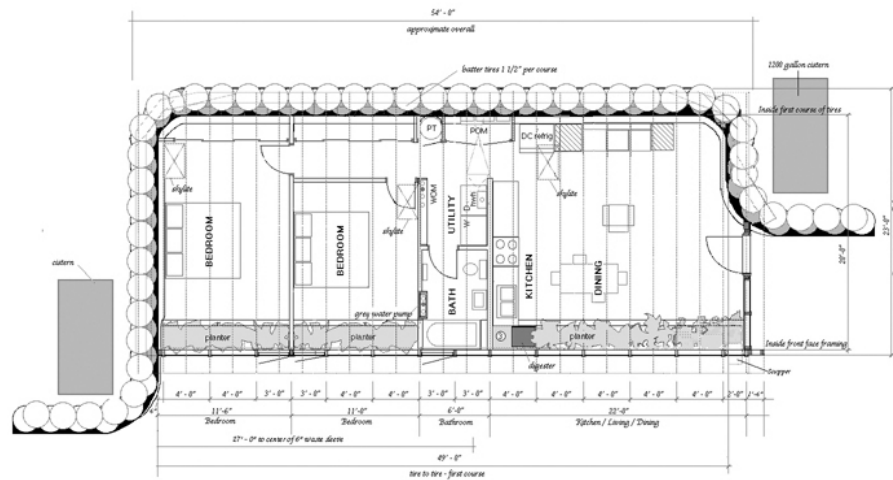 54' - 0"
approximate overall
batter tires 1 1/2" per course
1200 gallon cistern
Inside first course of tires
PT
POM
DC refrig
skylite
skylite
skylite
WOM
UTILITY
W D
BEDROOM
BEDROOM
KITCHEN
DINING
BATH
23'-0"
20'-0"
cistern
grey water pump
planter
planter
planter
Inside front face framing
digester
4' - 0"
4' - 0"
3' - 0"
3' - 0"
4' - 0"
4' - 0"
3' - 0"
3' - 0"
4' - 0"
4' - 0"
4' - 0"
4' - 0"
4' - 0"
2'-0"
1'-6"
11'-6"
11'-0"
6'-0"
22'-0"
Bedroom
Bedroom
Bathroom
Kitchen / Living / Dining
27' - 0" to center of 6" waste sleeve
49' - 0"
tire to tire - first course